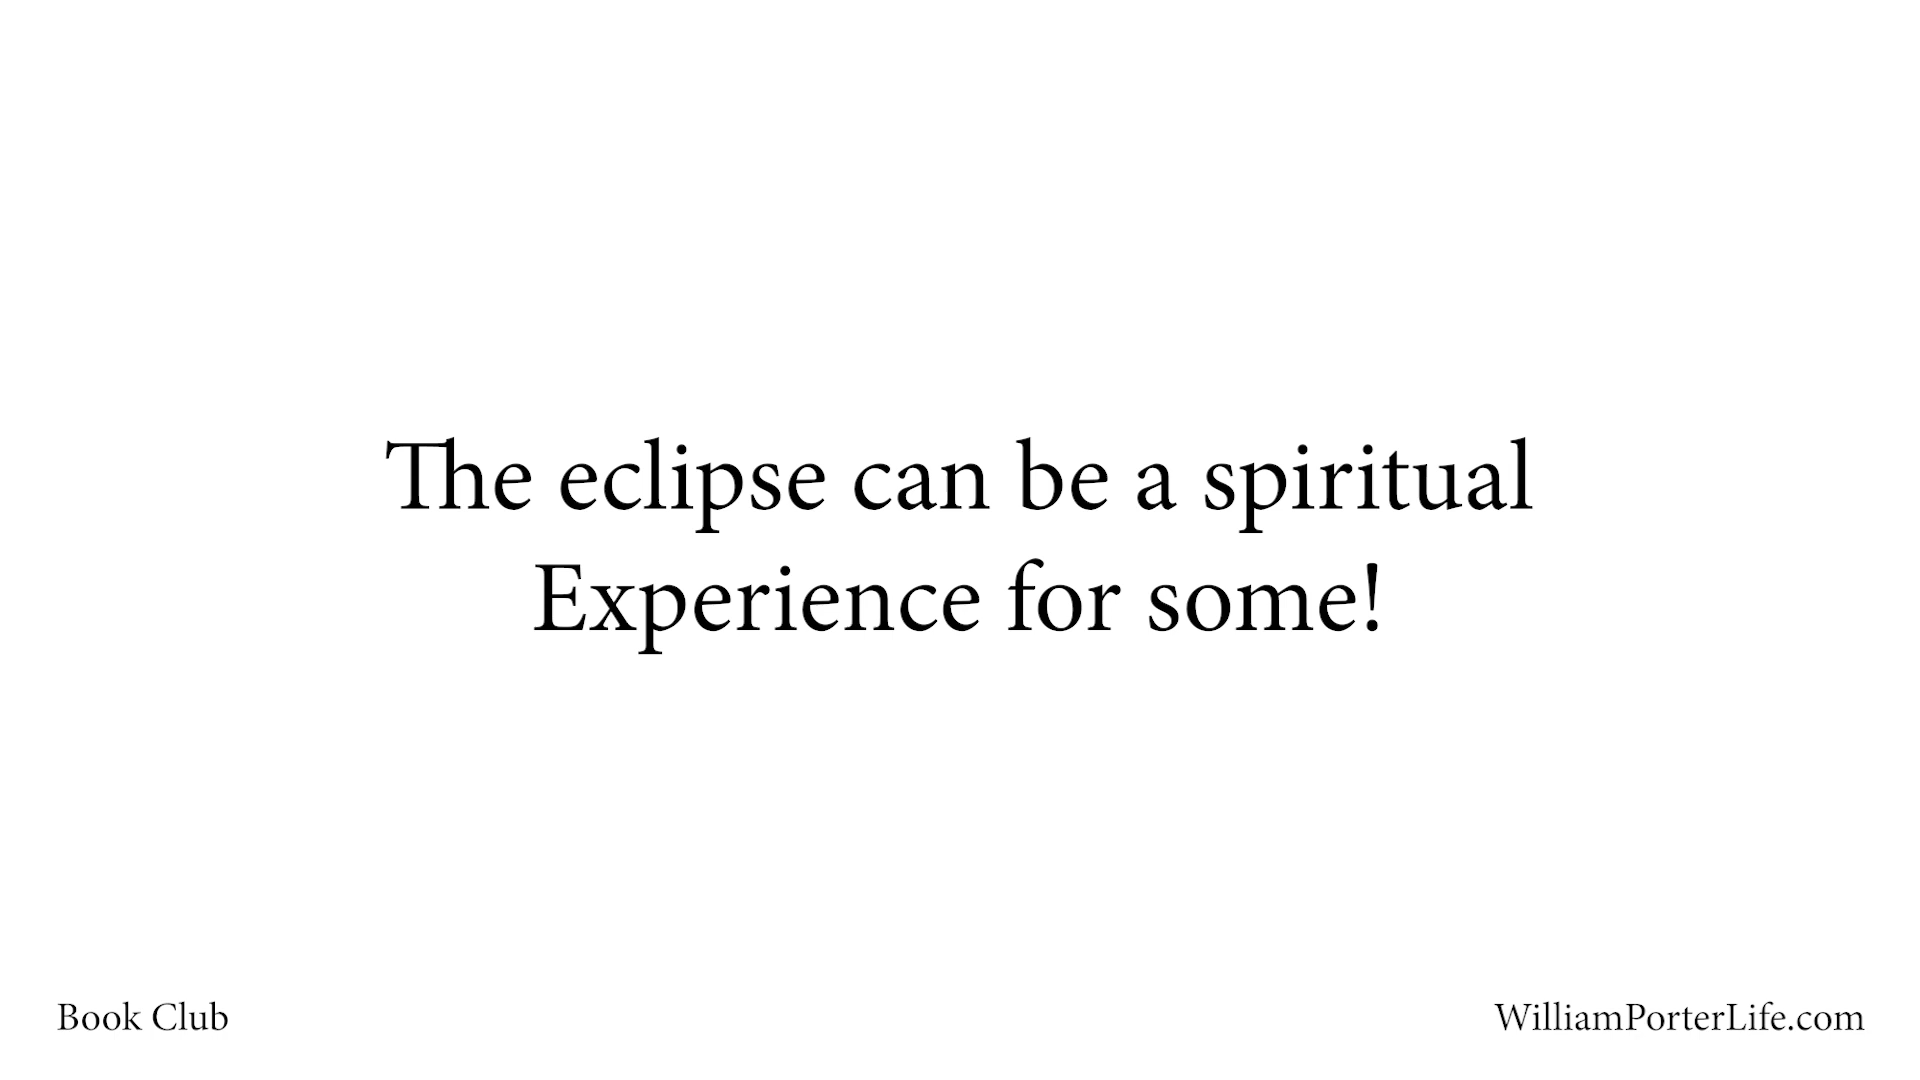 The eclipse can be a spiritual
Experience for some!
Book Club
WilliamPorterLife.com